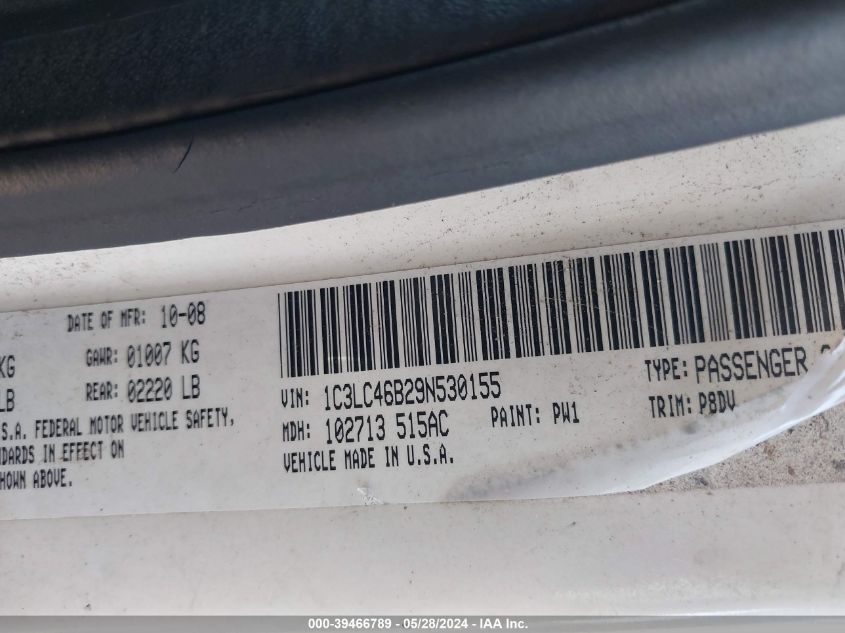 DATE OF MFR: 10-08
KG GAWR: 01007 KG
LB REAR: 02220 LB
S.A. FEDERAL MOTOR VEHICLE SAFETY,
NDARDS IN EFFECT ON
SHOWN ABOVE.
VIN: 1C3LC46B29N530155 TYPE: PASSENGER
MDH: 102713 515AC PAINT: PW1 TRIM: P8DV
VEHICLE MADE IN U.S.A.
000-39466789 - 05/28/2024 - IAA Inc.